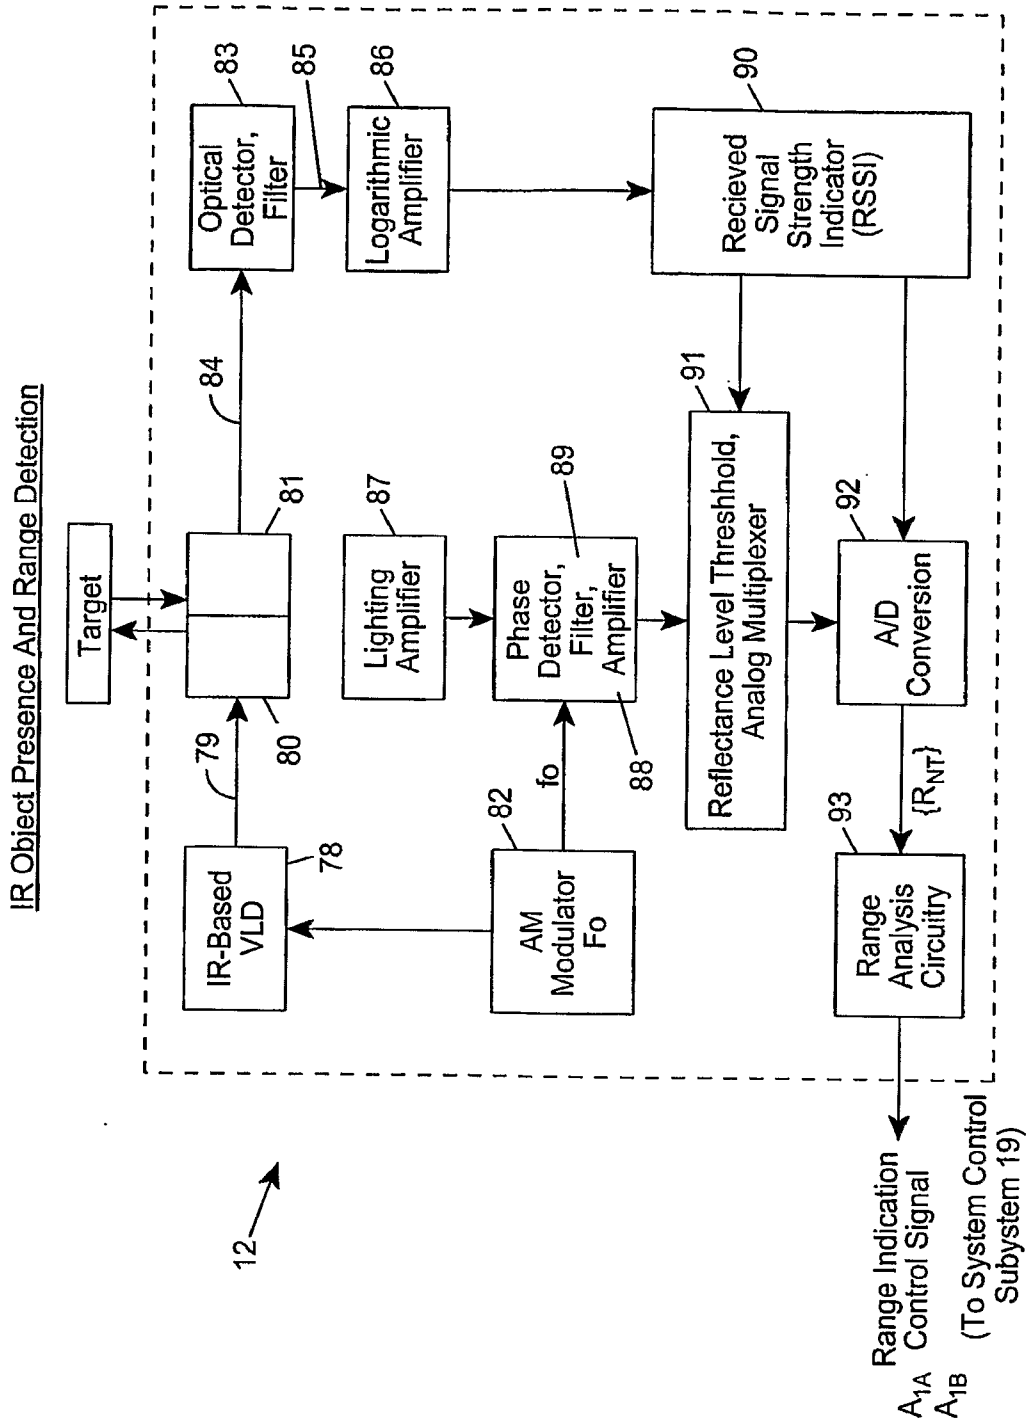 IR Object Presence And Range Detection
Target
12
IR-Based
VLD
78
79
80
81
84
Optical
Detector,
Filter
83
85
Logarithmic
Amplifier
86
Lighting
Amplifier
87
AM
Modulator
Fo
82
fo
Phase
Detector,
Filter,
Amplifier
88
89
Recieved
Signal
Strength
Indicator
(RSSI)
90
Reflectance Level Threshhold,
Analog Multiplexer
91
A/D
Conversion
92
{R_NT}
Range
Analysis
Circuitry
93
Range Indication
A1A Control Signal
A1B
(To System Control
Subystem 19)